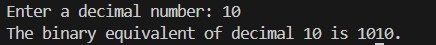 Enter a decimal number: 10
The binary equivalent of decimal 10 is 1010.